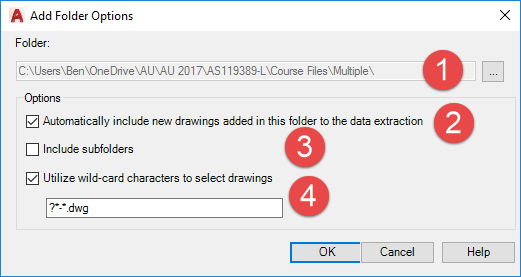 Add Folder Options
Folder:
C:\Users\Ben\OneDrive\AU\AU 2017\AS119389-L\Course Files\Multiple\
1
...
Options
Automatically include new drawings added in this folder to the data extraction
2
Include subfolders
3
Utilize wild-card characters to select drawings
4
?*-*.dwg
OK Cancel Help